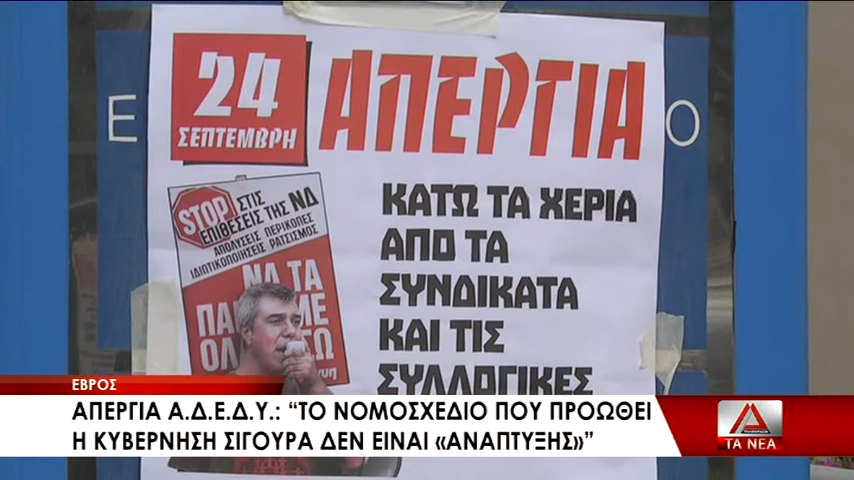 24
ΣΕΠΤΕΜΒΡΗ
ΑΠΕΡΓΙΑ
Ε
Ο
STOP ΣΤΙΣ
ΕΠΙΘΕΣΕΙΣ ΤΗΣ ΝΔ
ΑΠΟΛΥΣΕΙΣ ΠΕΡΙΚΟΠΕΣ
ΙΔΙΩΤΙΚΟΠΟΙΗΣΕΙΣ ΡΑΤΣΙΣΜΟΣ
ΝΑ ΤΑ
ΚΑΤΩ ΤΑ ΧΕΡΙΑ
ΑΠΟ ΤΑ
ΣΥΝΔΙΚΑΤΑ
ΚΑΙ ΤΙΣ
ΣΥΛΛΟΓΙΚΕΣ
ΕΒΡΟΣ
ΑΠΕΡΓΙΑ Α.Δ.Ε.Δ.Υ.: “ΤΟ ΝΟΜΟΣΧΕΔΙΟ ΠΟΥ ΠΡΟΩΘΕΙ
Η ΚΥΒΕΡΝΗΣΗ ΣΙΓΟΥΡΑ ΔΕΝ ΕΙΝΑΙ «ΑΝΑΠΤΥΞΗΣ»”
ΤΑ ΝΕΑ